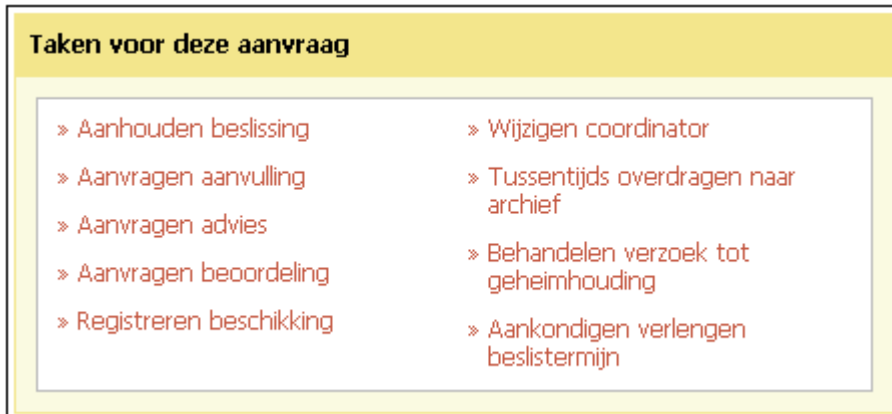 Taken voor deze aanvraag
» Aanhouden beslissing
» Aanvragen aanvulling
» Aanvragen advies
» Aanvragen beoordeling
» Registreren beschikking
» Wijzigen coordinator
» Tussentijds overdragen naar
archief
» Behandelen verzoek tot
geheimhouding
» Aankondigen verlengen
beslistermijn